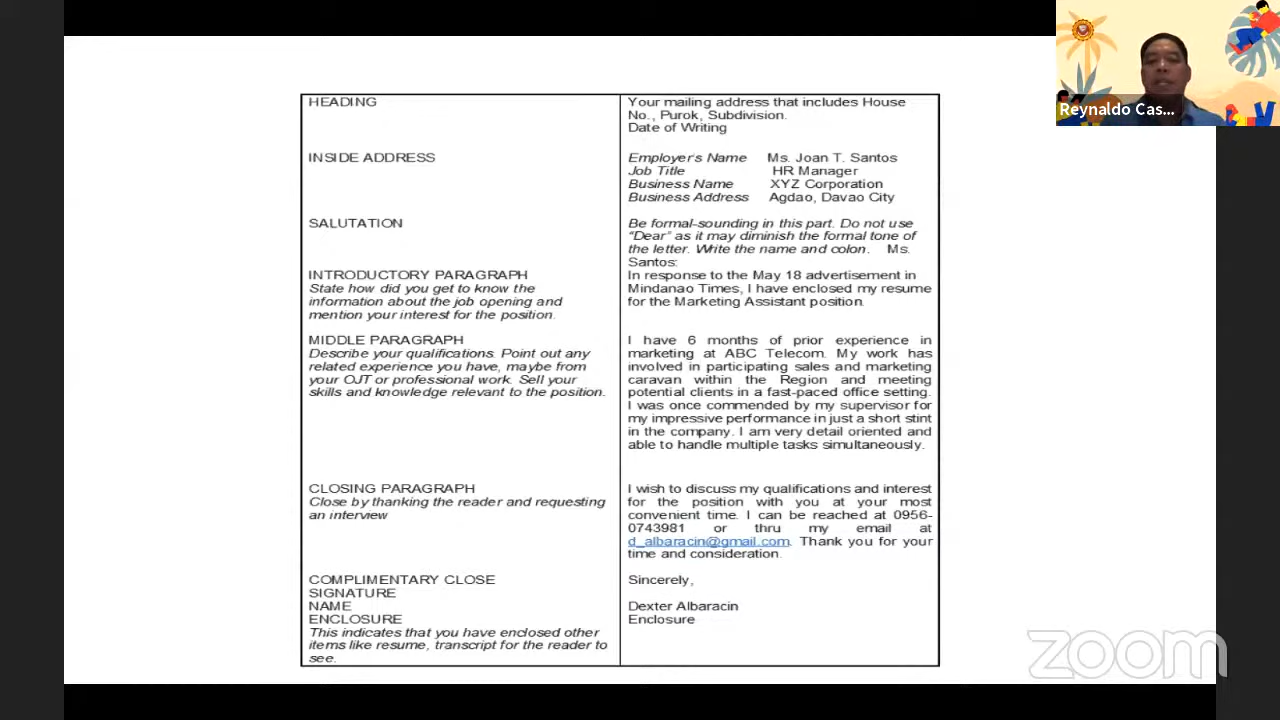 HEADING
Your mailing address that includes House
No., Purok, Subdivision.
Date of Writing
INSIDE ADDRESS
Employer's Name Ms. Joan T. Santos
Job Title HR Manager
Business Name XYZ Corporation
Business Address Agdao, Davao City
SALUTATION
Be formal-sounding in this part. Do not use
"Dear" as it may diminish the formal tone of
the letter. Write the name and colon. Ms.
Santos:
INTRODUCTORY PARAGRAPH
State how did you get to know the
information about the job opening and
mention your interest for the position.
In response to the May 18 advertisement in
Mindanao Times, I have enclosed my resume
for the Marketing Assistant position.
MIDDLE PARAGRAPH
Describe your qualifications. Point out any
related experience you have, maybe from
your OJT or professional work. Sell your
skills and knowledge relevant to the position.
I have 6 months of prior experience in
marketing at ABC Telecom. My work has
involved in participating sales and marketing
caravan within the Region and meeting
potential clients in a fast-paced office setting.
I was once commended by my supervisor for
my impressive performance in just a short stint
in the company. I am very detail oriented and
able to handle multiple tasks simultaneously.
CLOSING PARAGRAPH
Close by thanking the reader and requesting
an interview
I wish to discuss my qualifications and interest
for the position with you at your most
convenient time. I can be reached at 0956-
0743981 or thru my email at
d_albaracin@gmail.com. Thank you for your
time and consideration.
COMPLIMENTARY CLOSE
SIGNATURE
NAME
ENCLOSURE
This indicates that you have enclosed other
items like resume, transcript for the reader to
see.
Sincerely,
Dexter Albaracin
Enclosure
Reynaldo Cas...
zoom